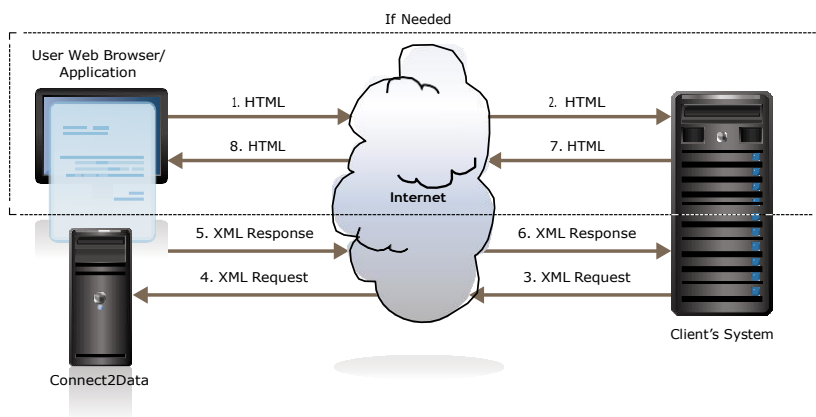 If Needed
User Web Browser/
Application
1. HTML
2. HTML
8. HTML
7. HTML
Internet
5. XML Response
6. XML Response
4. XML Request
3. XML Request
Client's System
Connect2Data